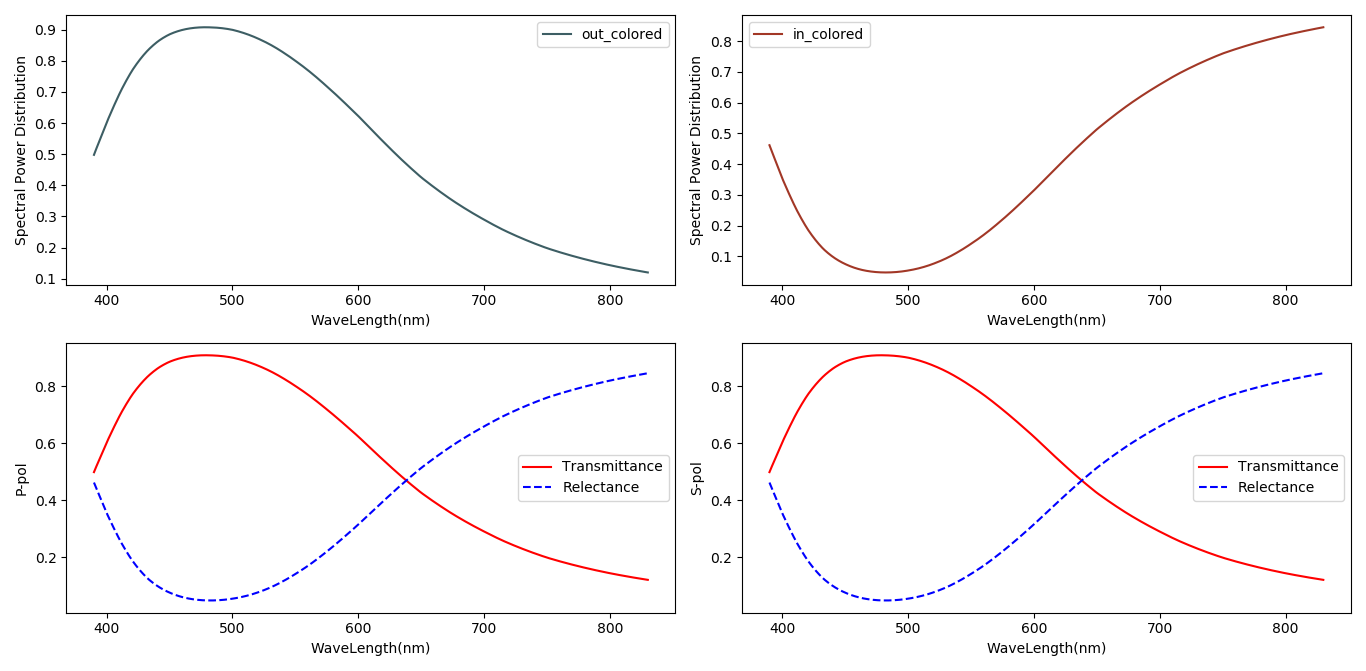 0.9
0.8
0.7
0.6
0.5
0.4
0.3
0.2
0.1
Spectral Power Distribution
out_colored
400 500 600 700 800
WaveLength(nm)
0.8
0.7
0.6
0.5
0.4
0.3
0.2
0.1
Spectral Power Distribution
in_colored
400 500 600 700 800
WaveLength(nm)
0.8
0.6
0.4
0.2
P-pol
Transmittance
Relectance
400 500 600 700 800
WaveLength(nm)
0.8
0.6
0.4
0.2
S-pol
Transmittance
Relectance
400 500 600 700 800
WaveLength(nm)